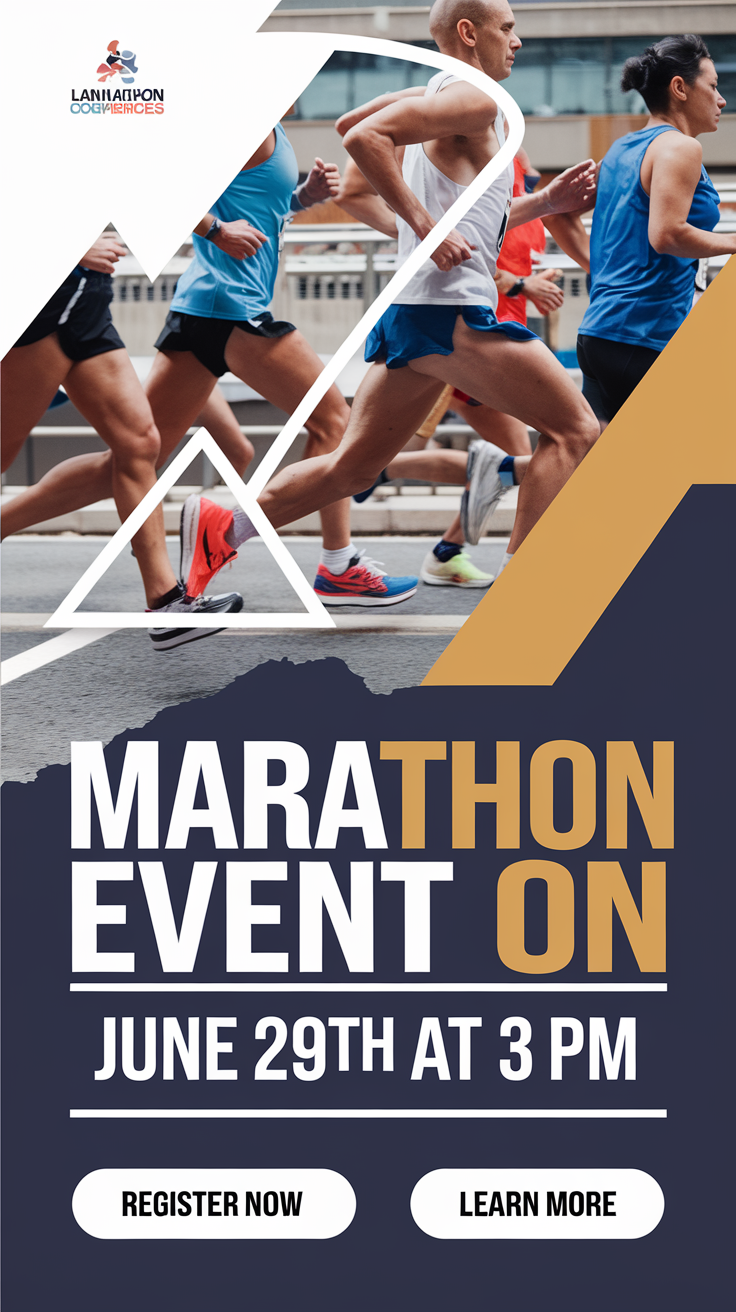 MARATHON
EVENT ON
JUNE 29TH AT 3 PM
REGISTER NOW
LEARN MORE